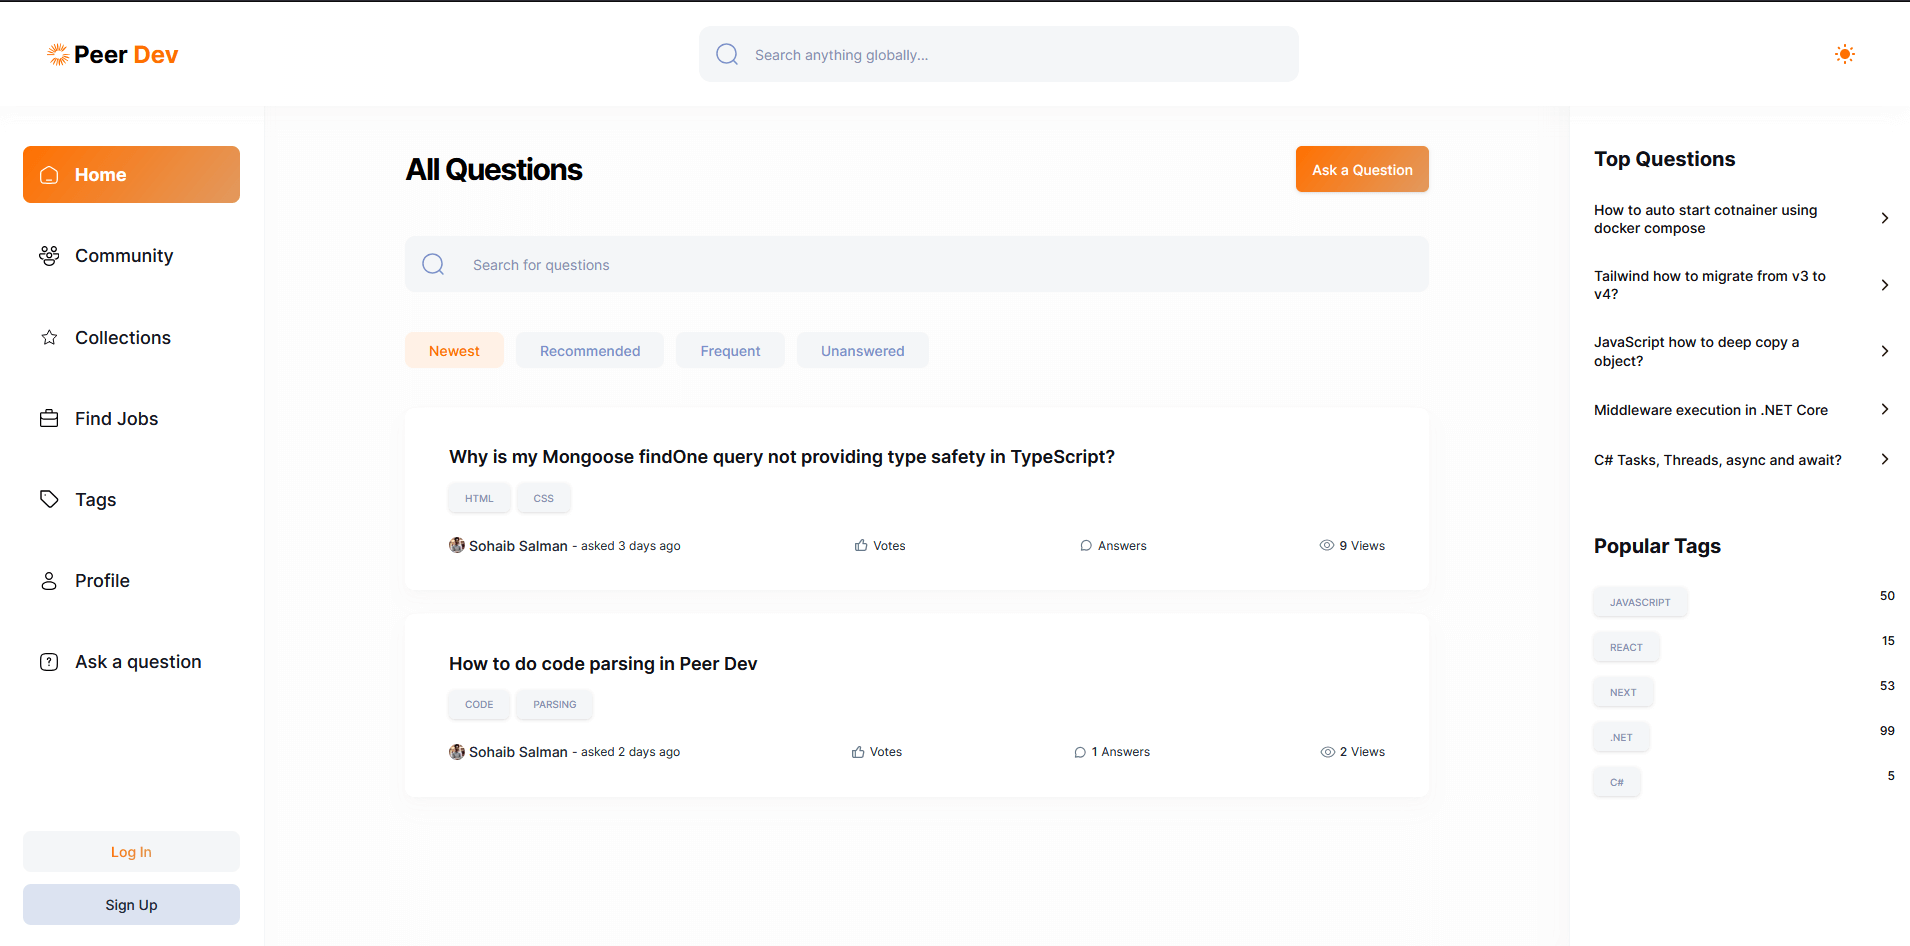 Peer Dev
Search anything globally...
Home
Community
Collections
Find Jobs
Tags
Profile
Ask a question
Log In
Sign Up
All Questions
Ask a Question
Search for questions
Newest
Recommended
Frequent
Unanswered
Why is my Mongoose findOne query not providing type safety in TypeScript?
HTML
CSS
Sohaib Salman - asked 3 days ago
Votes
Answers
9 Views
How to do code parsing in Peer Dev
CODE
PARSING
Sohaib Salman - asked 2 days ago
Votes
1 Answers
2 Views
Top Questions
How to auto start cotnainer using
docker compose
Tailwind how to migrate from v3 to
v4?
JavaScript how to deep copy a
object?
Middleware execution in .NET Core
C# Tasks, Threads, async and await?
Popular Tags
JAVASCRIPT 50
REACT 15
NEXT 53
.NET 99
C# 5